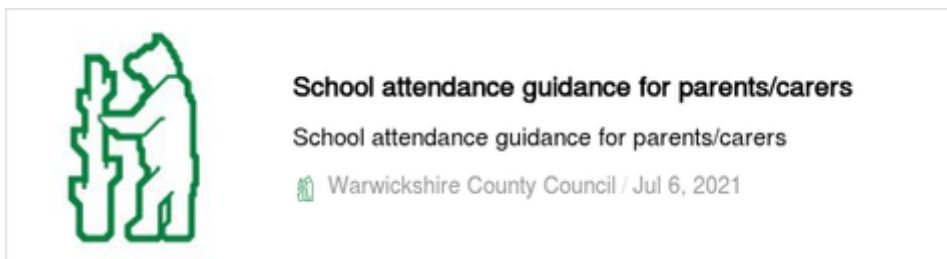 School attendance guidance for parents/carers
School attendance guidance for parents/carers
Warwickshire County Council / Jul 6, 2021